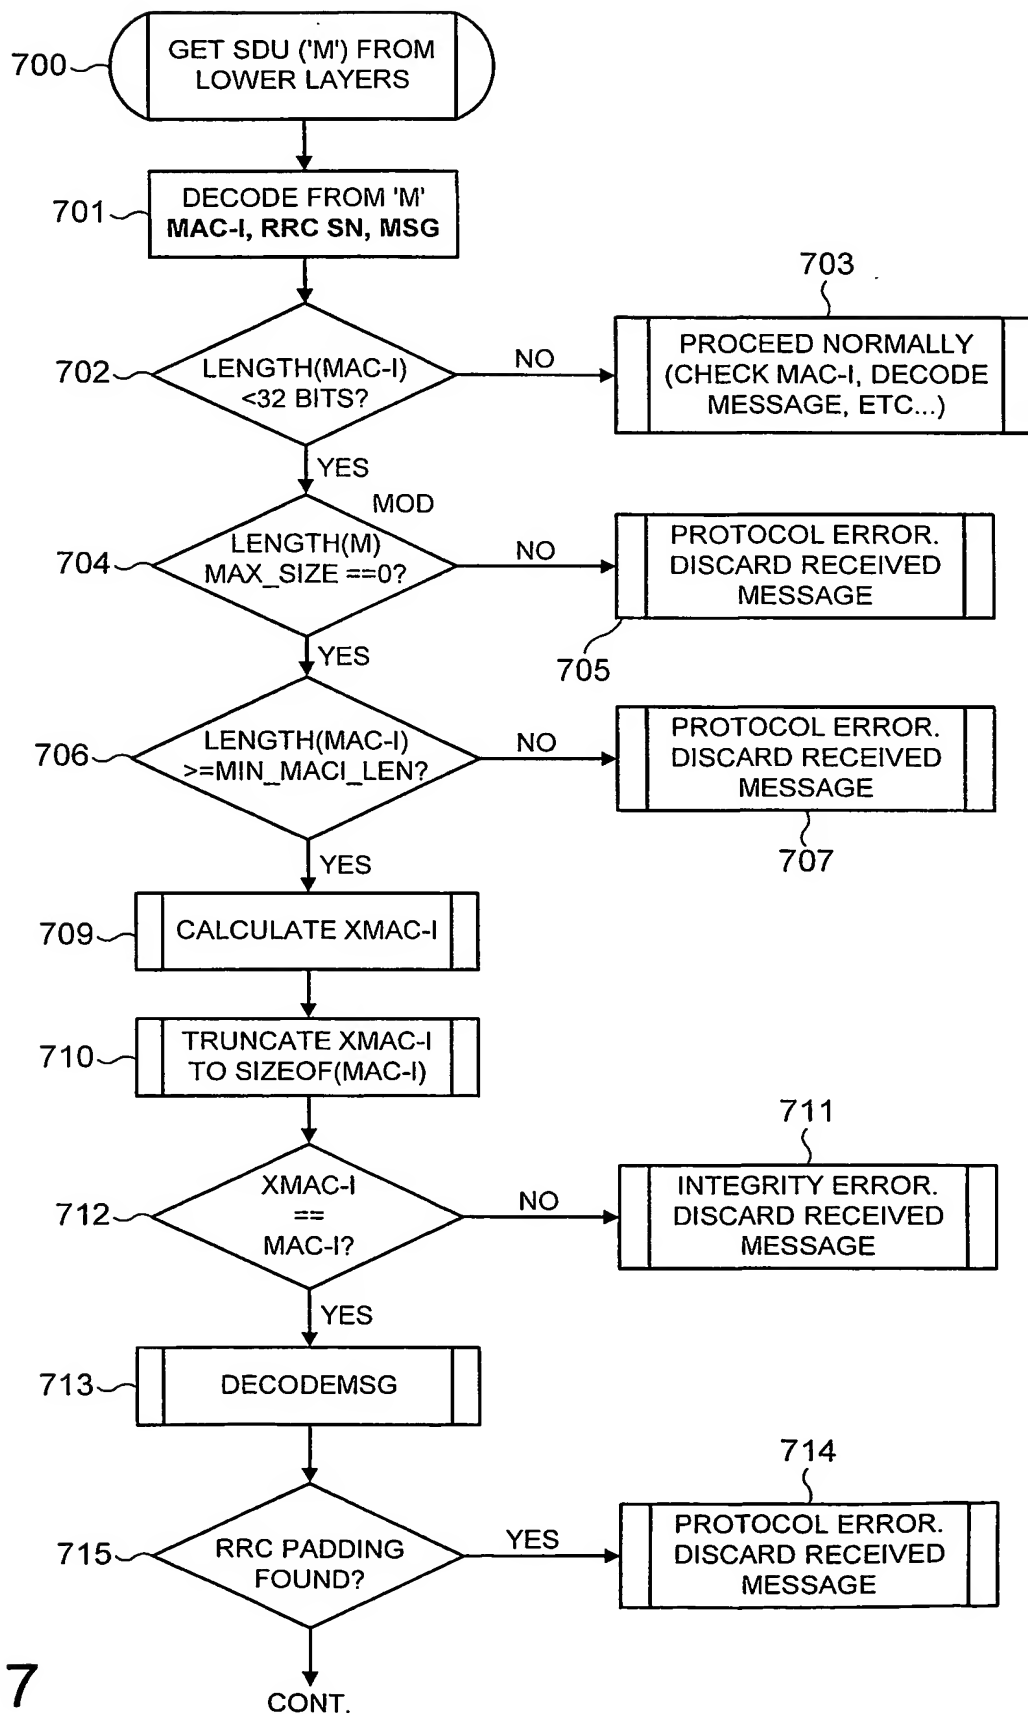 700
GET SDU ('M') FROM
LOWER LAYERS
701
DECODE FROM 'M'
MAC-I, RRC SN, MSG
702
LENGTH(MAC-I)
<32 BITS?
NO
703
PROCEED NORMALLY
(CHECK MAC-I, DECODE
MESSAGE, ETC...)
YES
704
MOD
LENGTH(M)
MAX_SIZE ==0?
NO
PROTOCOL ERROR.
DISCARD RECEIVED
MESSAGE
705
YES
706
LENGTH(MAC-I)
>=MIN_MACI_LEN?
NO
PROTOCOL ERROR.
DISCARD RECEIVED
MESSAGE
707
YES
709
CALCULATE XMAC-I
710
TRUNCATE XMAC-I
TO SIZEOF(MAC-I)
712
XMAC-I
==
MAC-I?
NO
711
INTEGRITY ERROR.
DISCARD RECEIVED
MESSAGE
YES
713
DECODEMSG
715
RRC PADDING
FOUND?
YES
714
PROTOCOL ERROR.
DISCARD RECEIVED
MESSAGE
CONT.
7